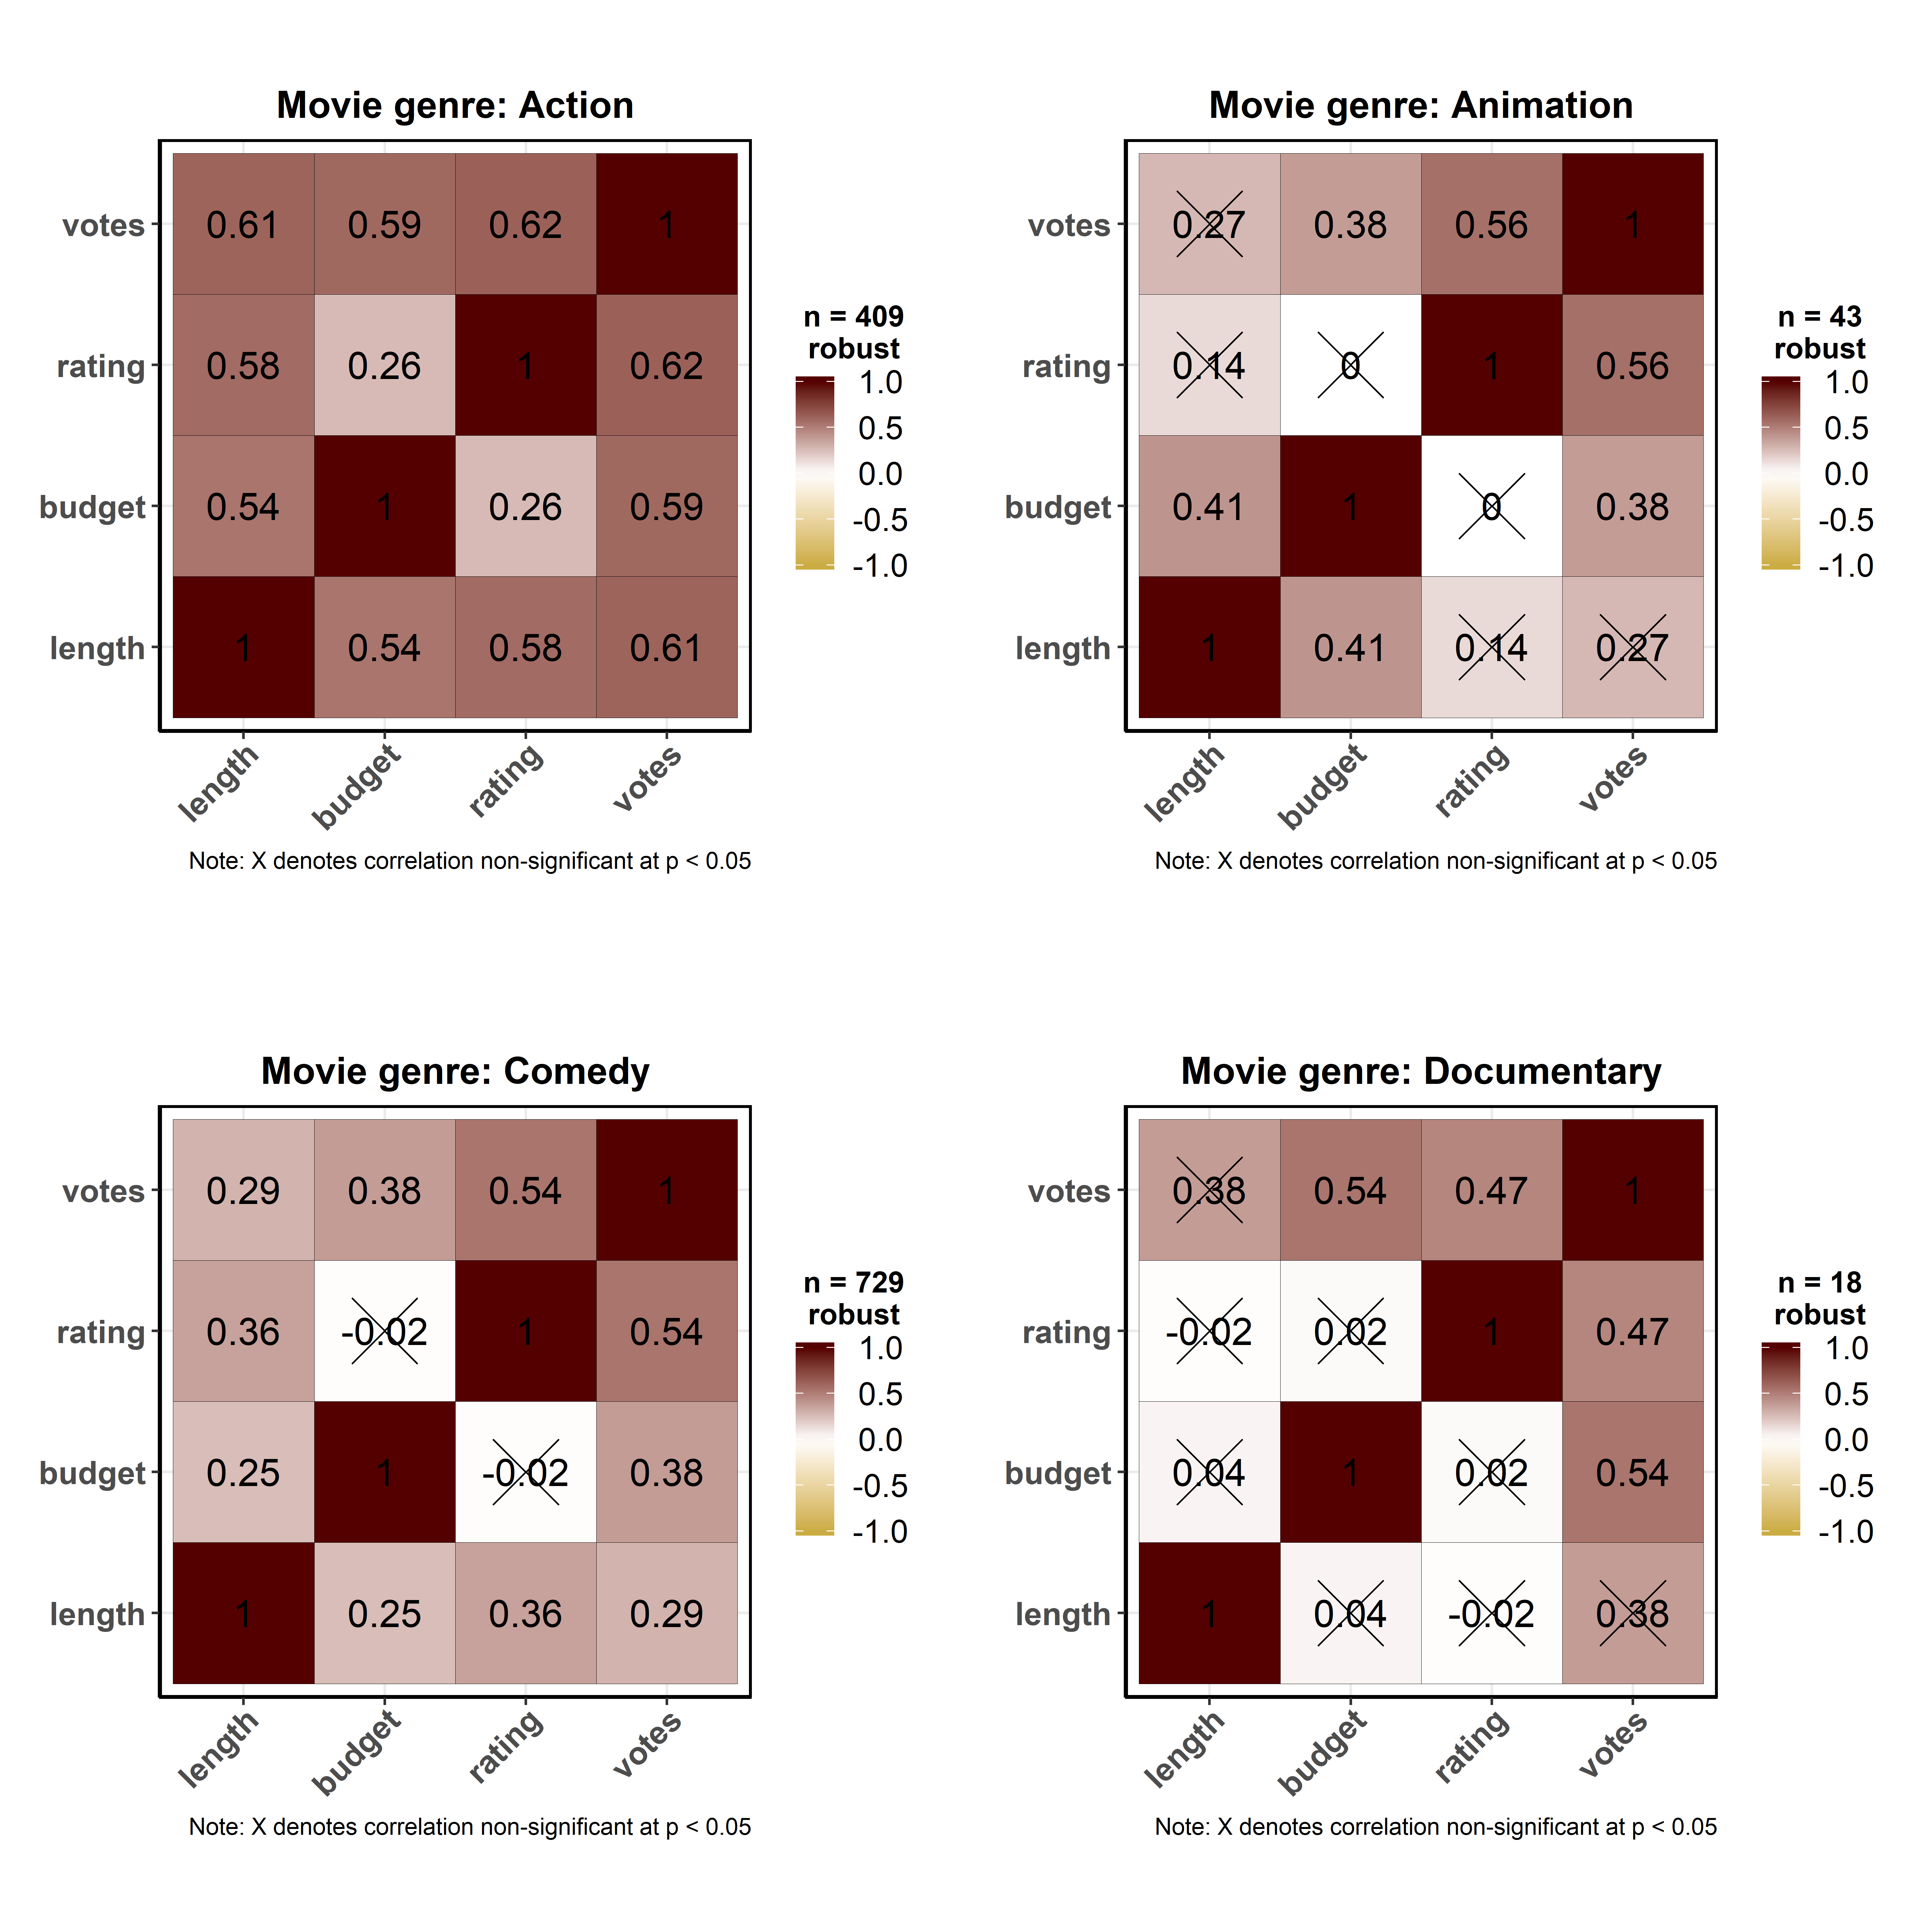 Movie genre: Action
votes 0.61 0.59 0.62 1
rating 0.58 0.26 1 0.62
budget 0.54 1 0.26 0.59
length 1 0.54 0.58 0.61
length budget rating votes
n = 409
robust
1.0
0.5
0.0
-0.5
-1.0
Note: X denotes correlation non-significant at p < 0.05
Movie genre: Animation
votes 0.27 0.38 0.56 1
rating 0.14 0 1 0.56
budget 0.41 1 0 0.38
length 1 0.41 0.14 0.27
length budget rating votes
n = 43
robust
1.0
0.5
0.0
-0.5
-1.0
Note: X denotes correlation non-significant at p < 0.05
Movie genre: Comedy
votes 0.29 0.38 0.54 1
rating 0.36 -0.02 1 0.54
budget 0.25 1 -0.02 0.38
length 1 0.25 0.36 0.29
length budget rating votes
n = 729
robust
1.0
0.5
0.0
-0.5
-1.0
Note: X denotes correlation non-significant at p < 0.05
Movie genre: Documentary
votes 0.38 0.54 0.47 1
rating -0.02 0.02 1 0.47
budget 0.04 1 0.02 0.54
length 1 0.04 -0.02 0.38
length budget rating votes
n = 18
robust
1.0
0.5
0.0
-0.5
-1.0
Note: X denotes correlation non-significant at p < 0.05